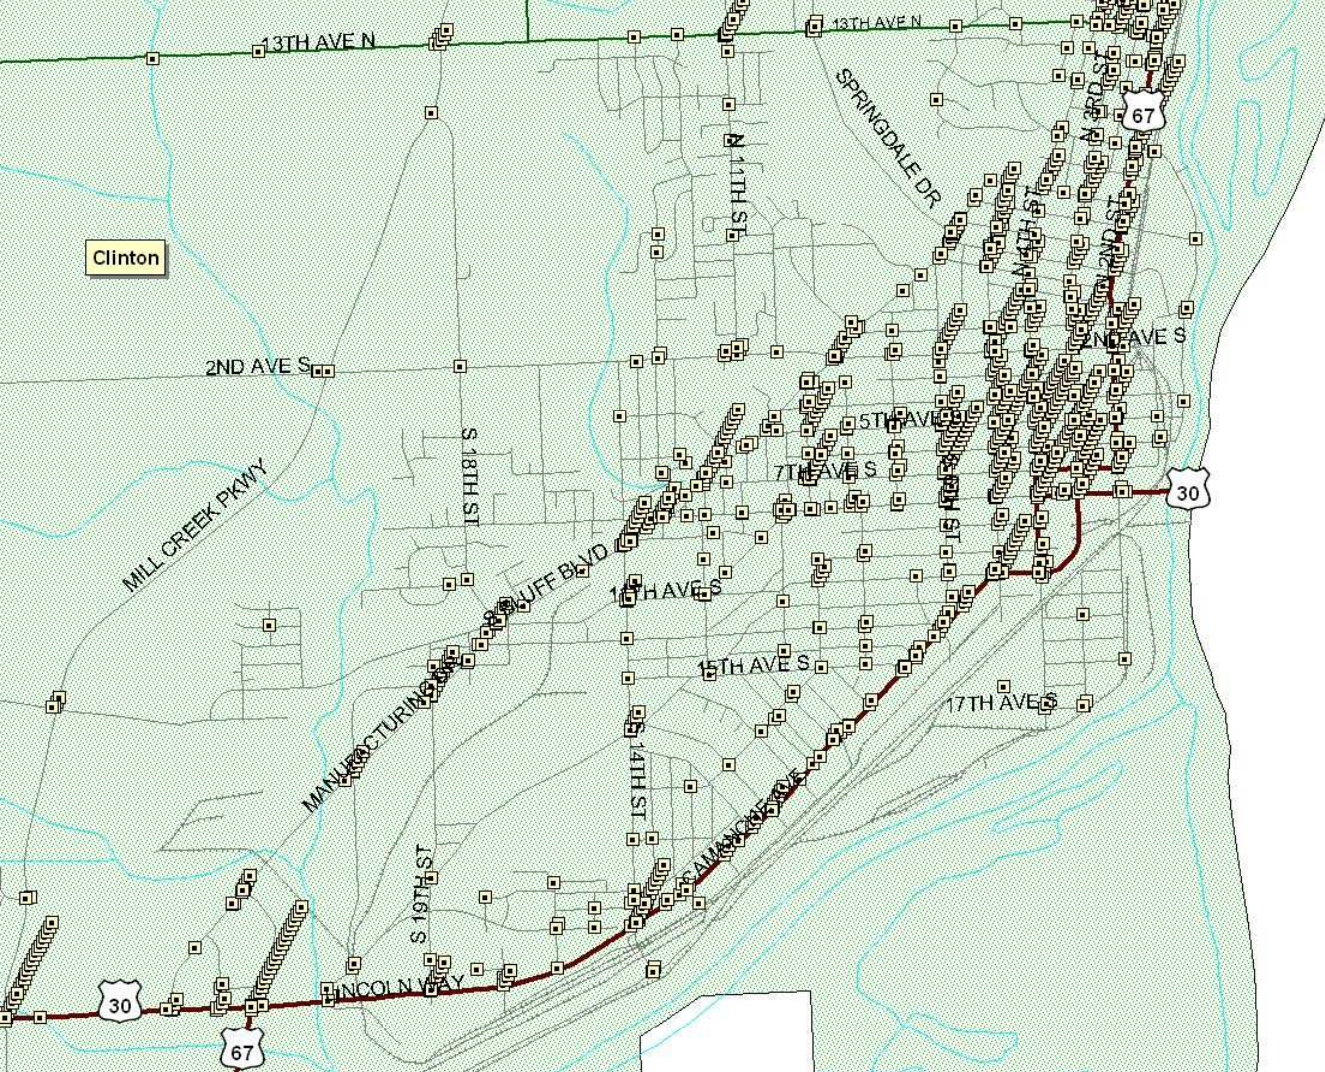 13TH AVE N
13TH AVE N
SPRINGDALE DR
N 3RD ST
67
N 11TH ST
N 4TH ST
N 2ND ST
Clinton
2ND AVE S
2ND AVE S
5TH AVE S
7TH AVE S
S 18TH ST
30
MILL CREEK PKWY
S BLUFF BLVD
11TH AVE S
15TH AVE S
17TH AVE S
MANUFACTURING DR
S 14TH ST
CAMANCHE AVE
S 19TH ST
LINCOLN WAY
30
67